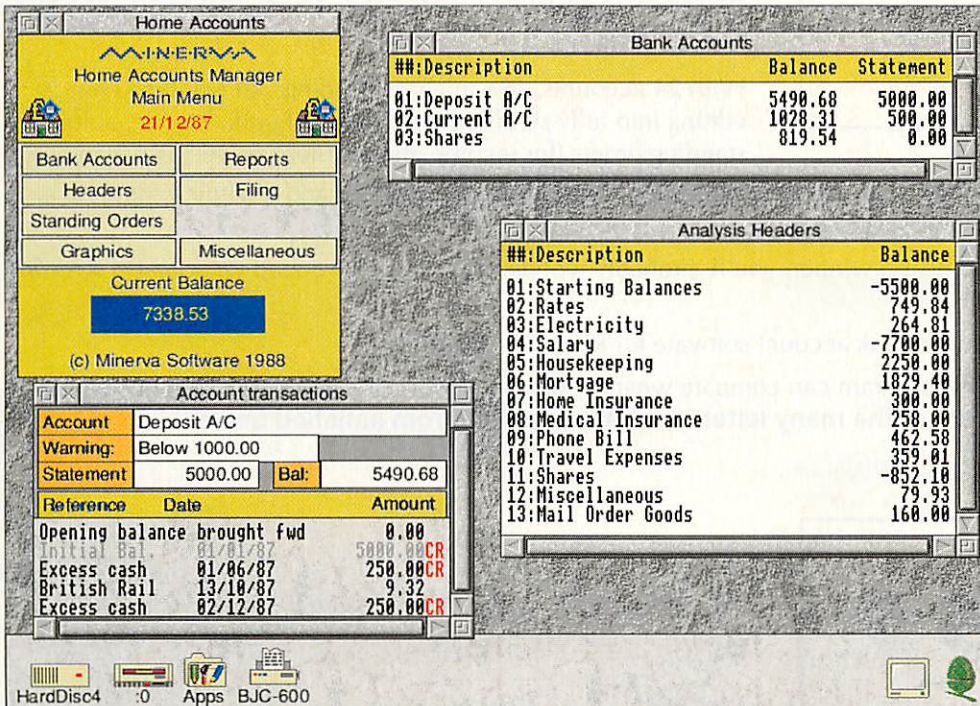 Home Accounts
MINERVA
Home Accounts Manager
Main Menu
21/12/87
Bank Accounts Reports
Headers Filing
Standing Orders
Graphics Miscellaneous
Current Balance
7338.53
(c) Minerva Software 1988
Bank Accounts
##:Description Balance Statement
01:Deposit A/C 5490.68 5000.00
02:Current A/C 1028.31 500.00
03:Shares 819.54 0.00
Analysis Headers
##:Description Balance
01:Starting Balances -5500.00
02:Rates 749.84
03:Electricity 264.81
04:Salary -7700.00
05:Housekeeping 2250.00
06:Mortgage 1829.40
07:Home Insurance 300.00
08:Medical Insurance 258.00
09:Phone Bill 462.58
10:Travel Expenses 359.01
11:Shares -852.10
12:Miscellaneous 79.93
13:Mail Order Goods 160.00
Account transactions
Account Deposit A/C
Warning: Below 1000.00
Statement 5000.00 Bal: 5490.68
Reference Date Amount
Opening balance brought fwd 0.00
Initial Bal. 01/01/87 5000.00CR
Excess cash 01/06/87 250.00CR
British Rail 13/10/87 9.32
Excess cash 02/12/87 250.00CR
HardDisc4 :0 Apps BJC-600